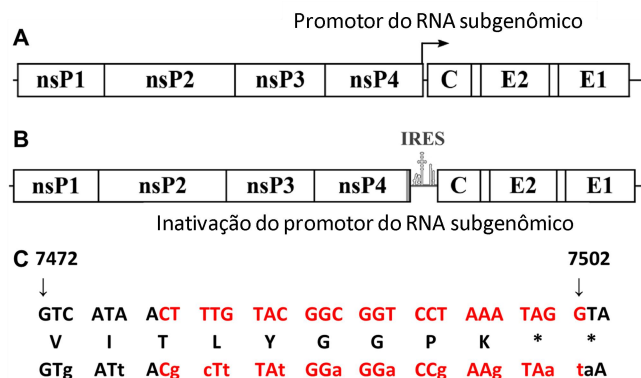 Promotor do RNA subgenômico
A
nsP1 nsP2 nsP3 nsP4 C E2 E1
B
IRES
nsP1 nsP2 nsP3 nsP4 C E2 E1
Inativação do promotor do RNA subgenômico
C 7472 7502
GTC ATA ACT TTG TAC GGC GGT CCT AAA TAG GTA
V I T L Y G G P K * *
GTg ATt ACg cTt TAt GGa GGa CCg AAg TAa taA